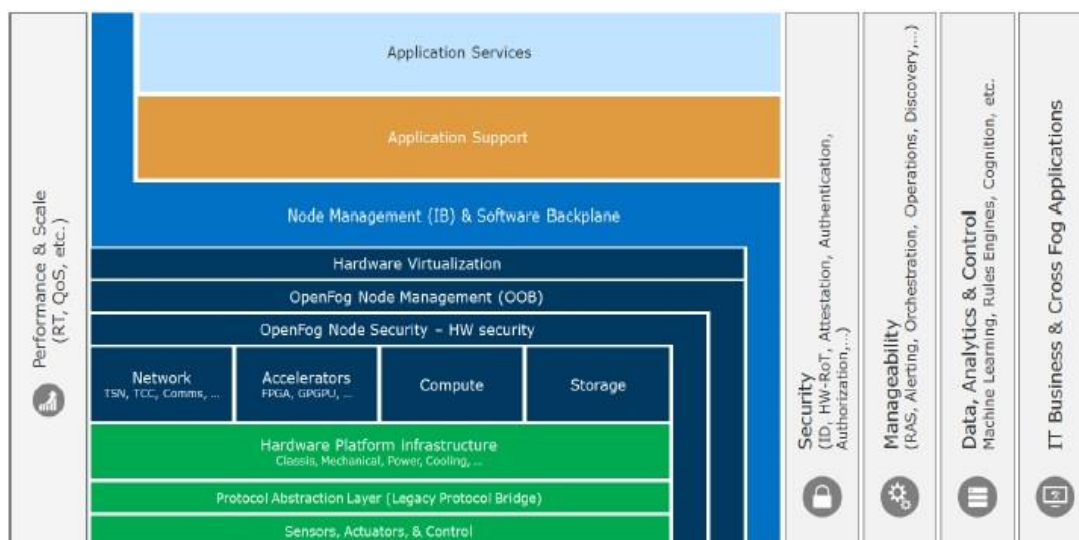 Performance & Scale
(RT, QoS, etc.)
Application Services
Application Support
Node Management (IB) & Software Backplane
Hardware Virtualization
OpenFog Node Management (OOB)
OpenFog Node Security – HW security
Network
TSN, TCC, Comms, ...
Accelerators
FPGA, GPGPU, ...
Compute
Storage
Hardware Platform infrastructure
Classis, Mechanical, Power, Cooling, ...
Protocol Abstraction Layer (Legacy Protocol Bridge)
Sensors, Actuators, & Control
Security
(ID, HW-RoT, Attestation, Authentication,
Authorization,...)
Manageability
(RAS, Alerting, Orchestration, Operations, Discovery,...)
Data, Analytics & Control
Machine Learning, Rules Engines, Cognition, etc.
IT Business & Cross Fog Applications